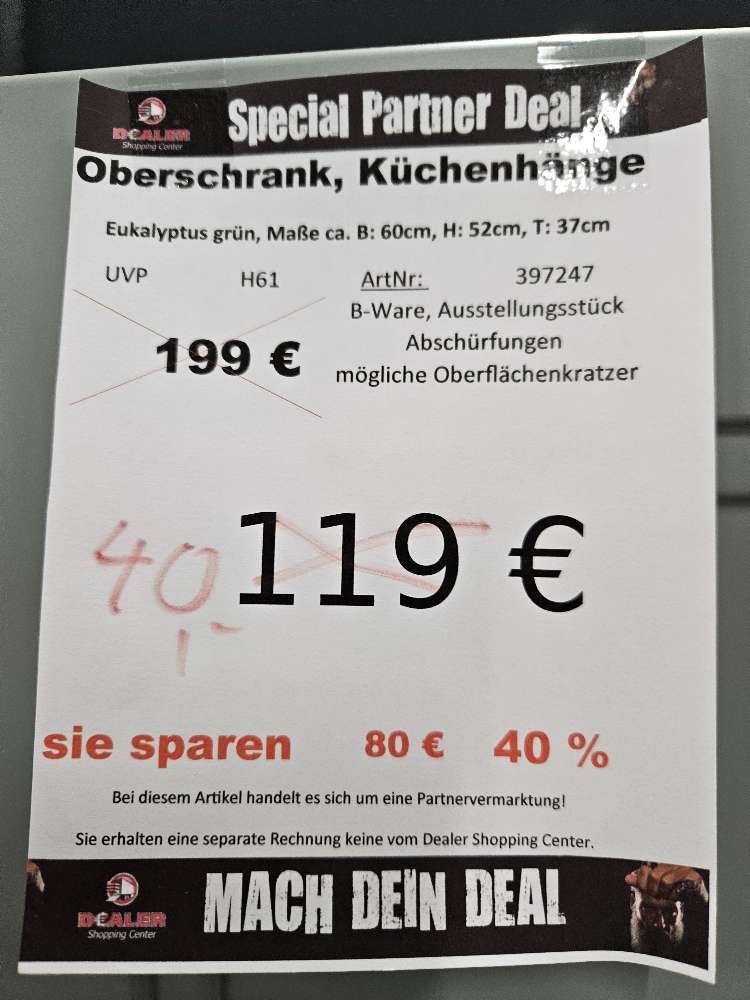 DEALER
Shopping Center
Special Partner Deal
Oberschrank, Küchenhänge
Eukalyptus grün, Maße ca. B: 60cm, H: 52cm, T: 37cm
UVP H61 ArtNr: 397247
B-Ware, Ausstellungsstück
Abschürfungen
199 €
mögliche Oberflächenkratzer
40,- 119 €
sie sparen 80 € 40 %
Bei diesem Artikel handelt es sich um eine Partnervermarktung!
Sie erhalten eine separate Rechnung keine vom Dealer Shopping Center.
DEALER
Shopping Center
MACH DEIN DEAL